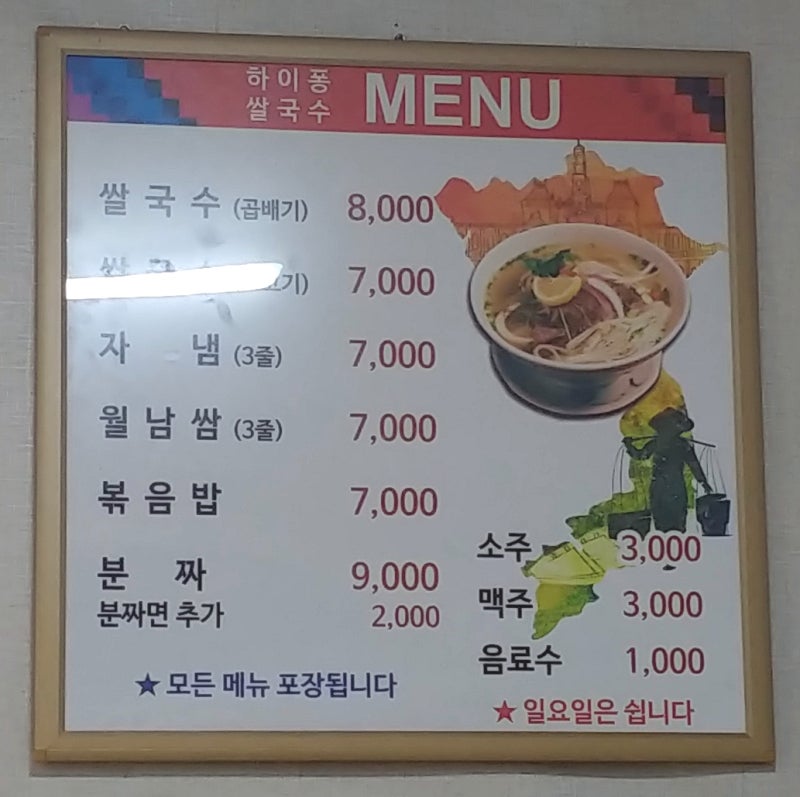 하이퐁
쌀국수
MENU
쌀국수 (곱배기) 8,000
7,000
자 냄 (3줄) 7,000
월남쌈 (3줄) 7,000
볶음밥 7,000
분 짜 9,000
분짜면 추가 2,000
★ 모든 메뉴 포장됩니다
소주 3,000
맥주 3,000
음료수 1,000
★ 일요일은 쉽니다